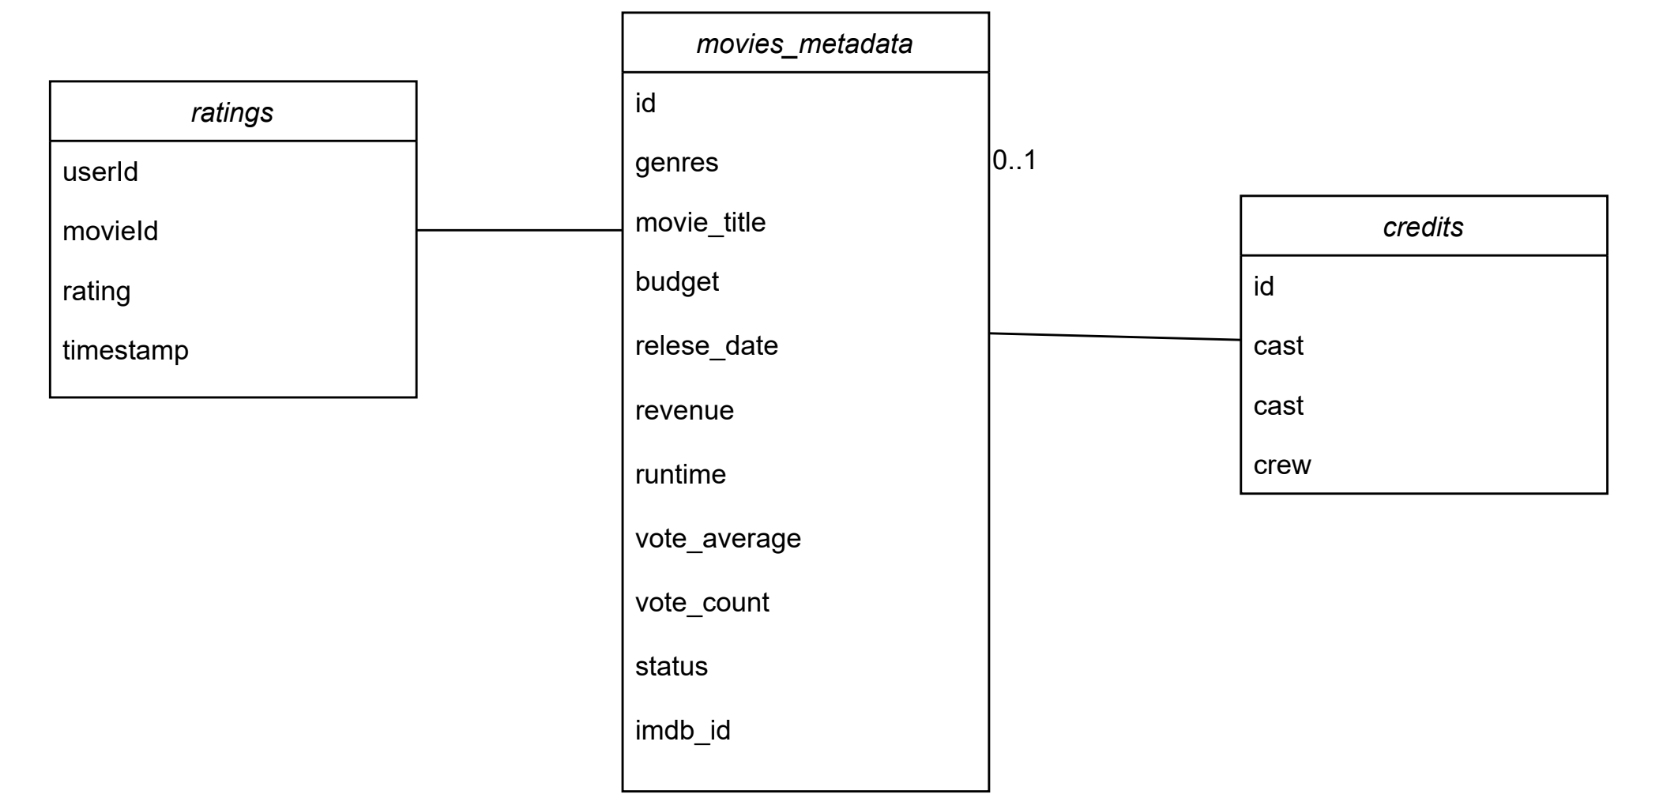 ratings
userId
movieId
rating
timestamp
movies_metadata
id
genres
movie_title
budget
relese_date
revenue
runtime
vote_average
vote_count
status
imdb_id
0..1
credits
id
cast
cast
crew